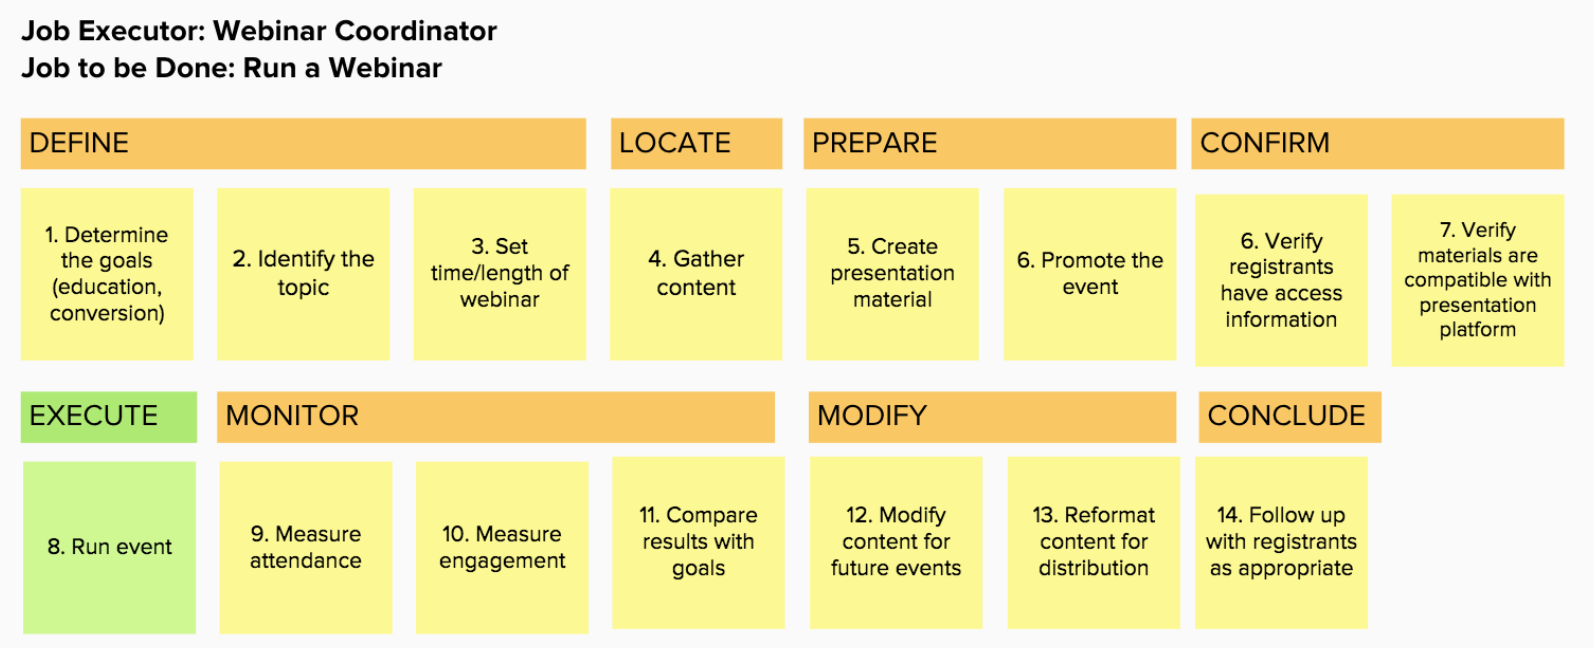 Job Executor: Webinar Coordinator
Job to be Done: Run a Webinar
DEFINE
LOCATE
PREPARE
CONFIRM
1. Determine
the goals
(education,
conversion)
2. Identify the
topic
3. Set
time/length of
webinar
4. Gather
content
5. Create
presentation
material
6. Promote the
event
6. Verify
registrants
have access
information
7. Verify
materials are
compatible with
presentation
platform
EXECUTE
MONITOR
MODIFY
CONCLUDE
8. Run event
9. Measure
attendance
10. Measure
engagement
11. Compare
results with
goals
12. Modify
content for
future events
13. Reformat
content for
distribution
14. Follow up
with registrants
as appropriate